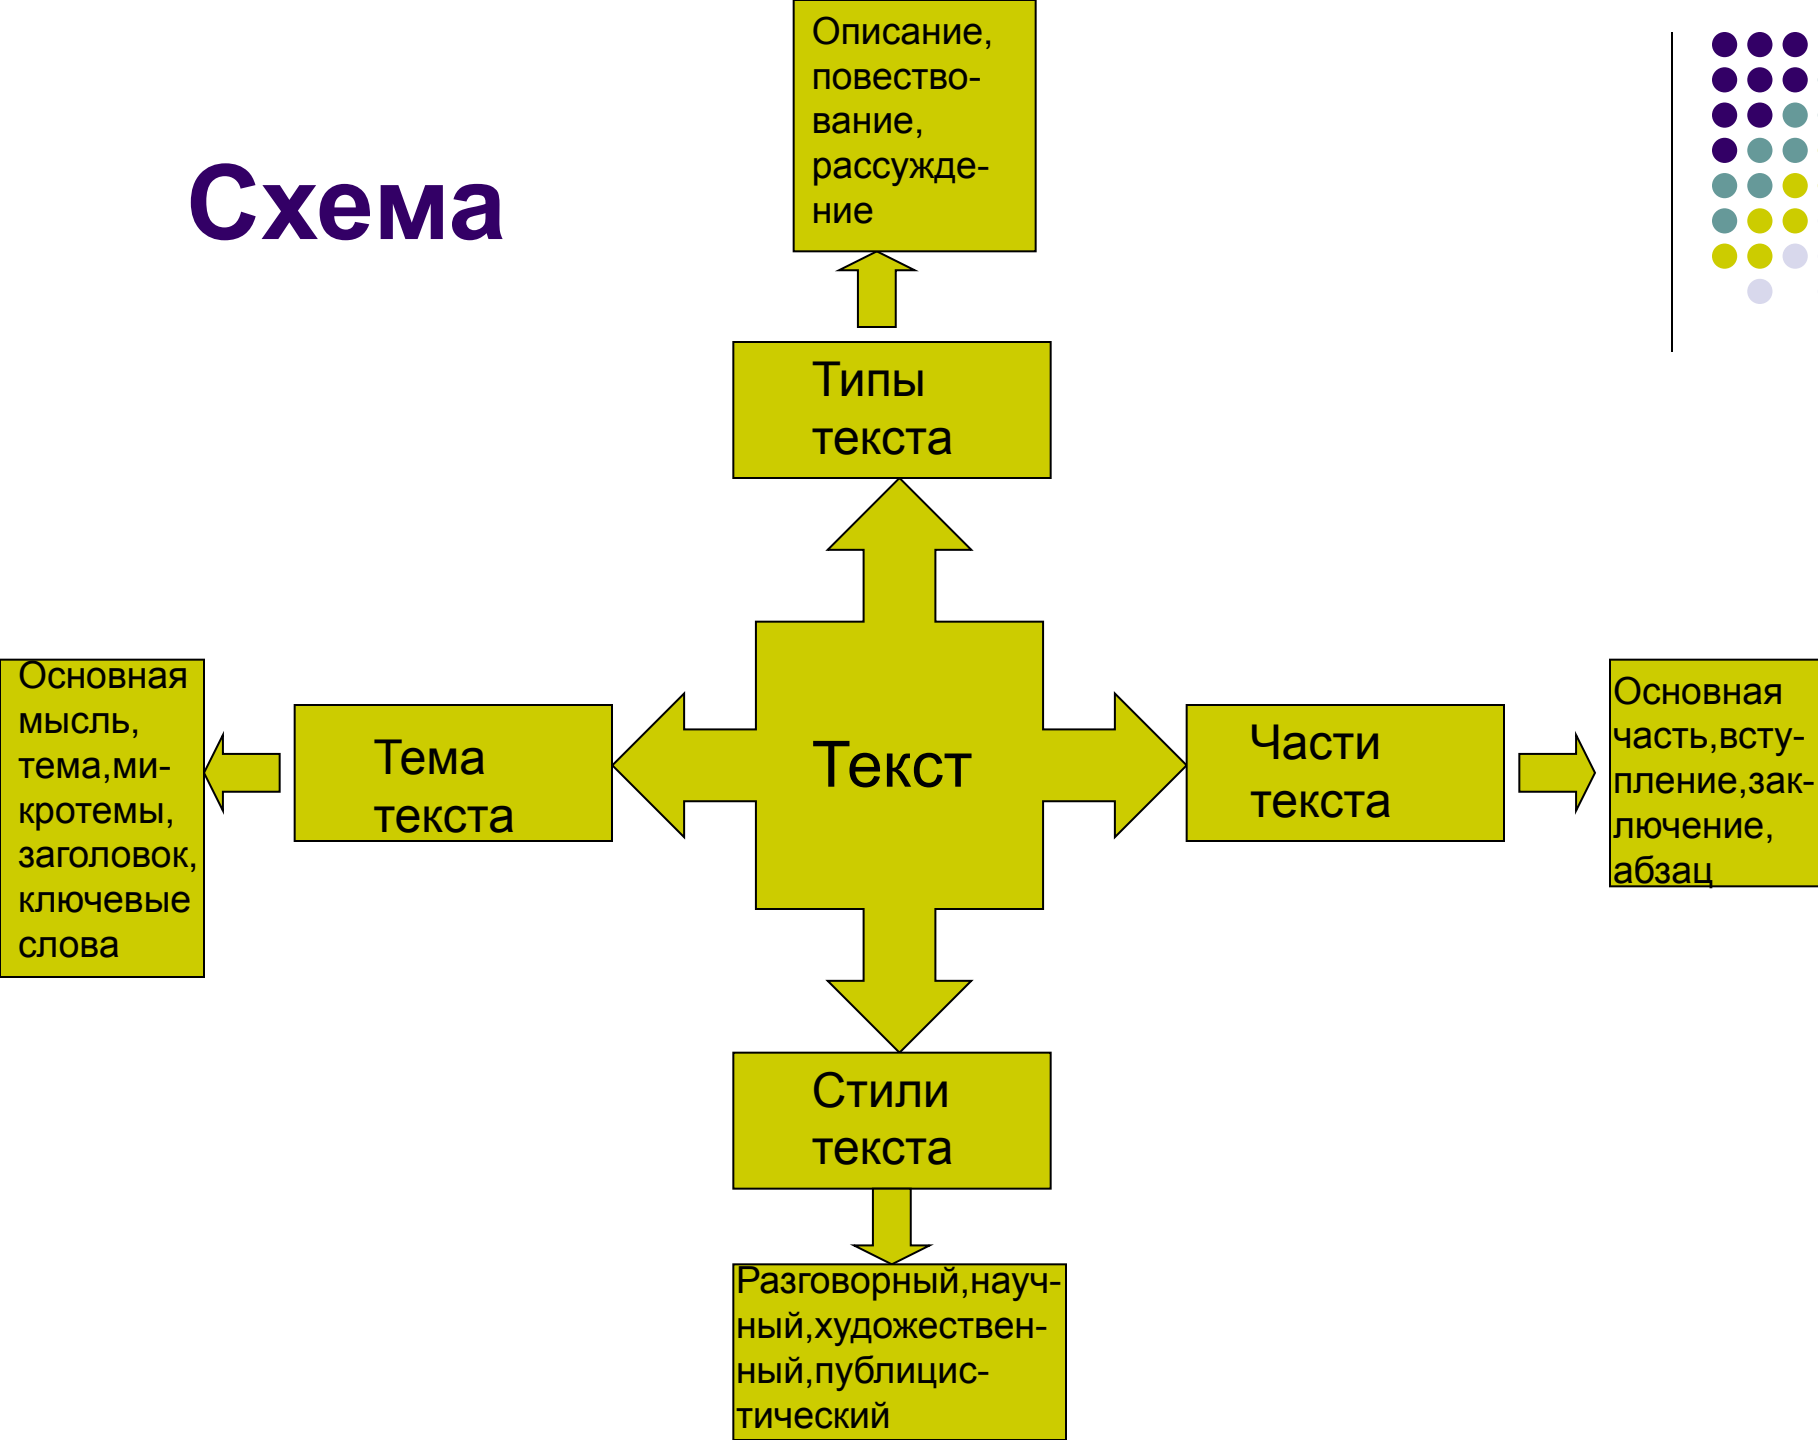 Схема
Описание,
повество-
вание,
рассужде-
ние
Типы
текста
Основная
мысль,
тема,ми-
кротемы,
заголовок,
ключевые
слова
Тема
текста
Текст
Части
текста
Основная
часть,всту-
пление,зак-
лючение,
абзац
Стили
текста
Разговорный,науч-
ный,художествен-
ный,публицис-
тический